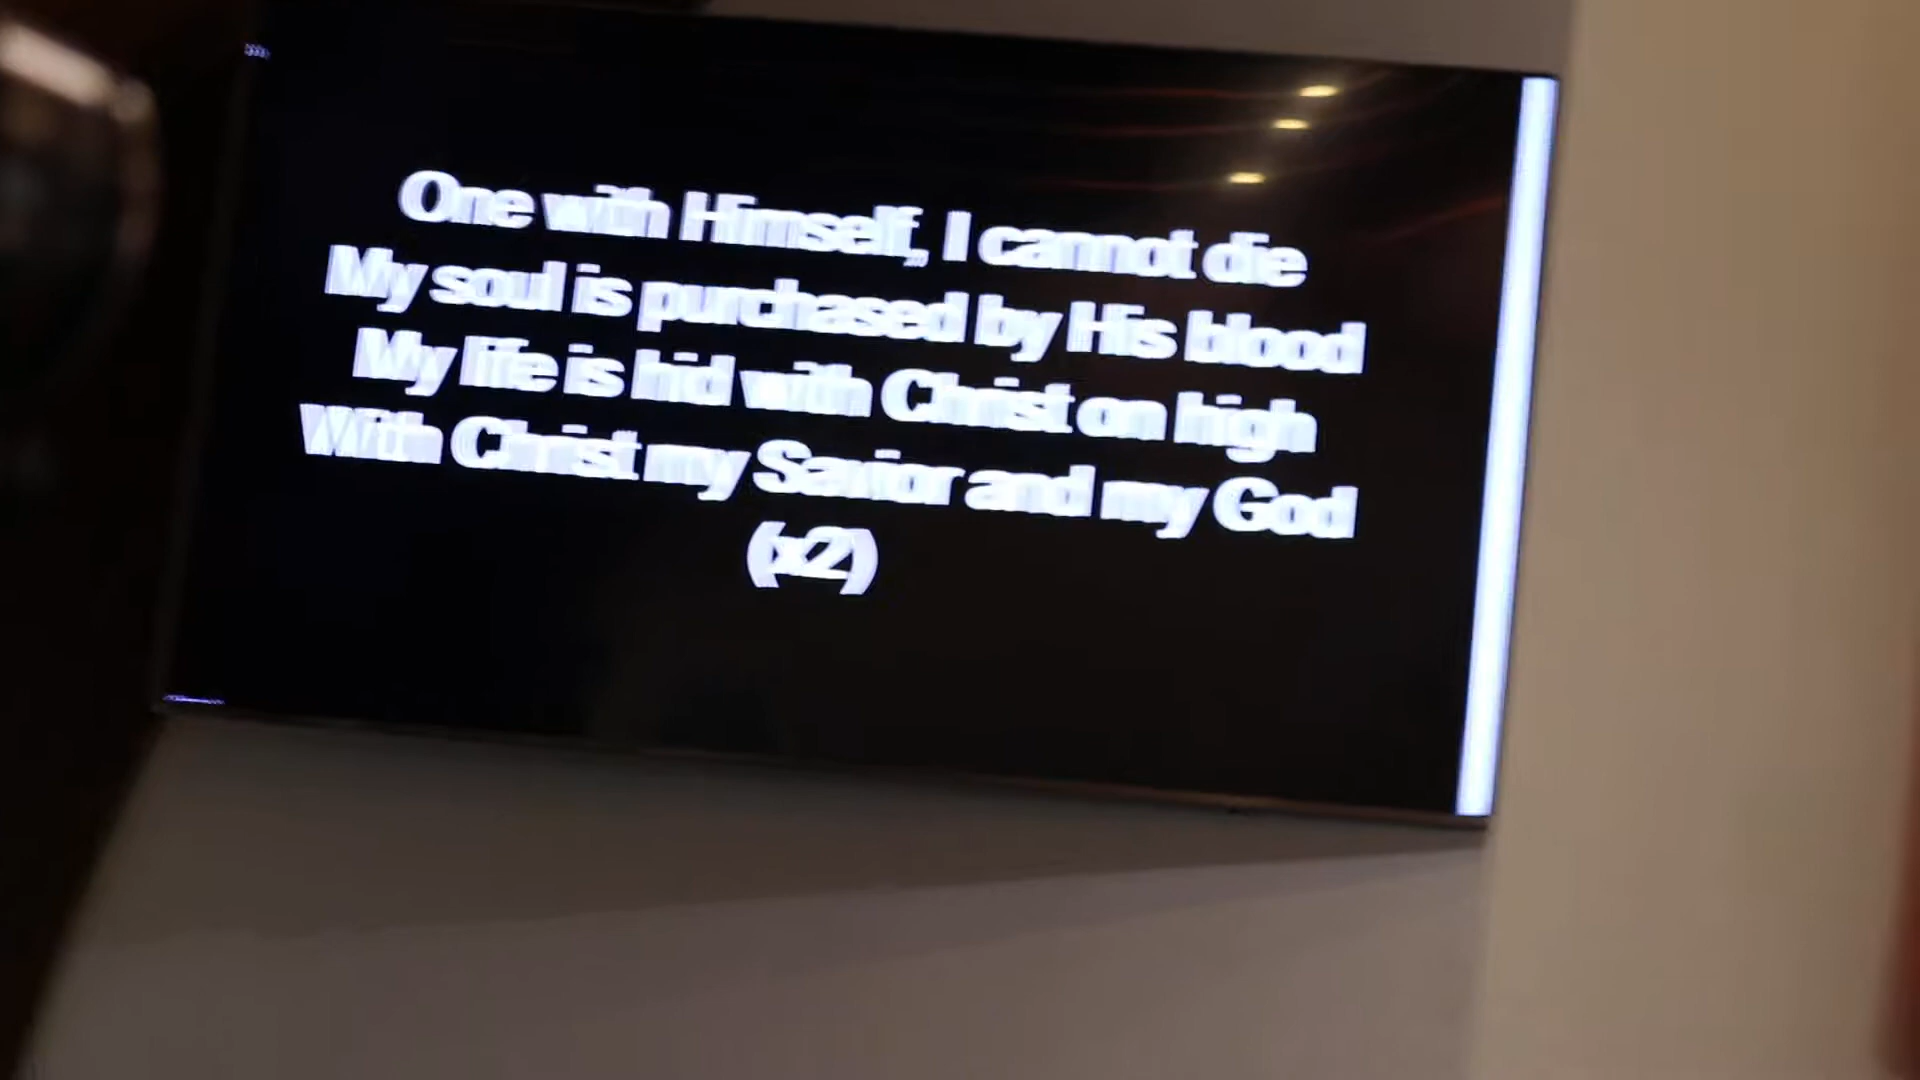 One with Himself, I cannot die
My soul is purchased by His blood
My life is hid with Christ on high
With Christ my Savior and my God
(x2)